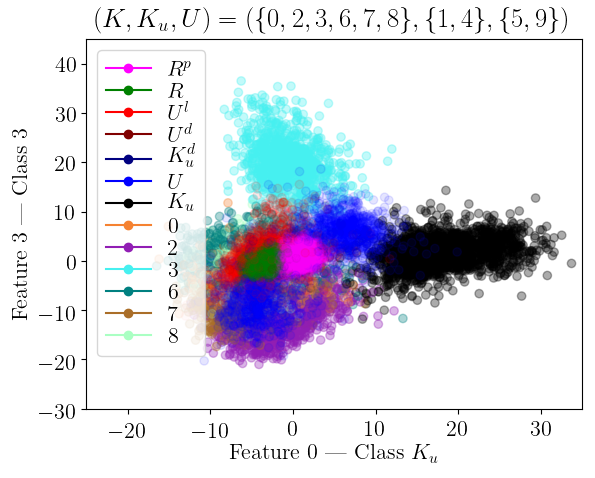 (K, K_u, U) = ({0, 2, 3, 6, 7, 8}, {1, 4}, {5, 9})
Feature 3 — Class 3
40
30
20
10
0
−10
−20
−30
R^p
R
U^l
U^d
K_u^d
U
K_u
0
2
3
6
7
8
−20
−10
0
10
20
30
Feature 0 — Class K_u